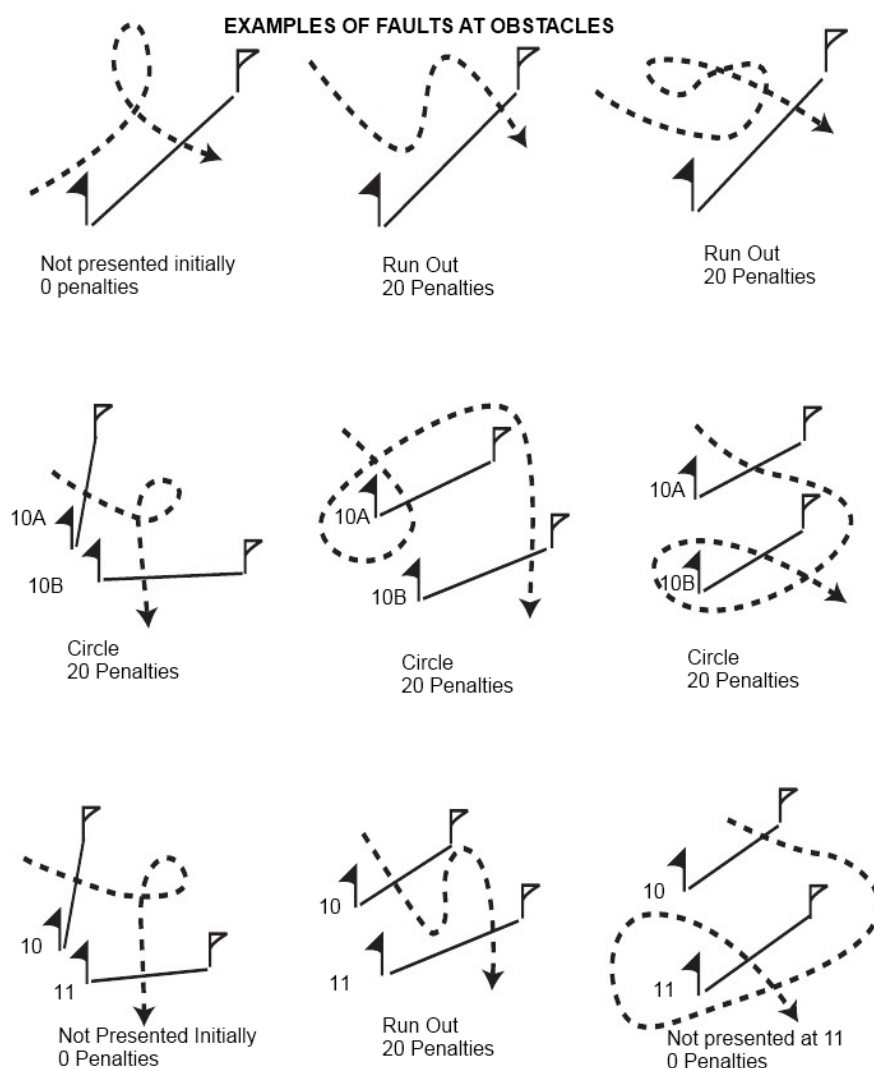 EXAMPLES OF FAULTS AT OBSTACLES
Not presented initially
0 penalties
Run Out
20 Penalties
Run Out
20 Penalties
10A
10B
Circle
20 Penalties
10A
10B
Circle
20 Penalties
10A
10B
Circle
20 Penalties
10
11
Not Presented Initially
0 Penalties
10
11
Run Out
20 Penalties
10
11
Not presented at 11
0 Penalties